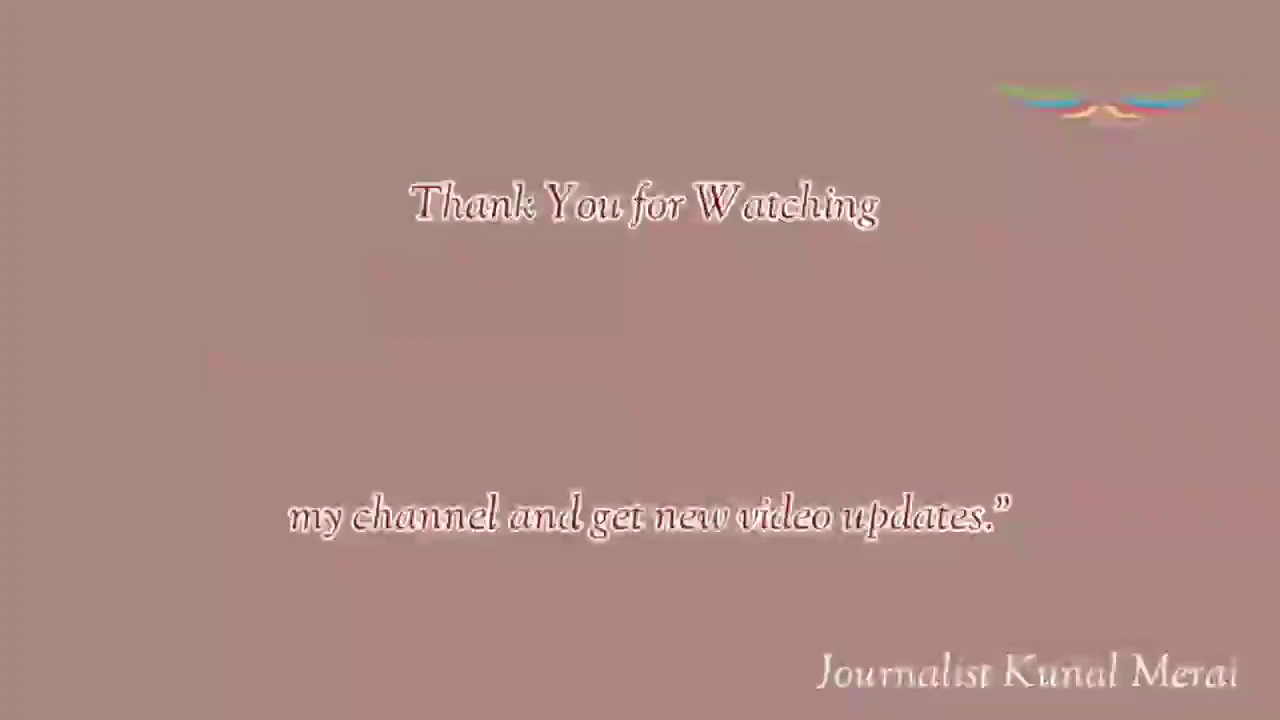 Thank You for Watching
my channel and get new video updates.”
Journalist Kunal Merai